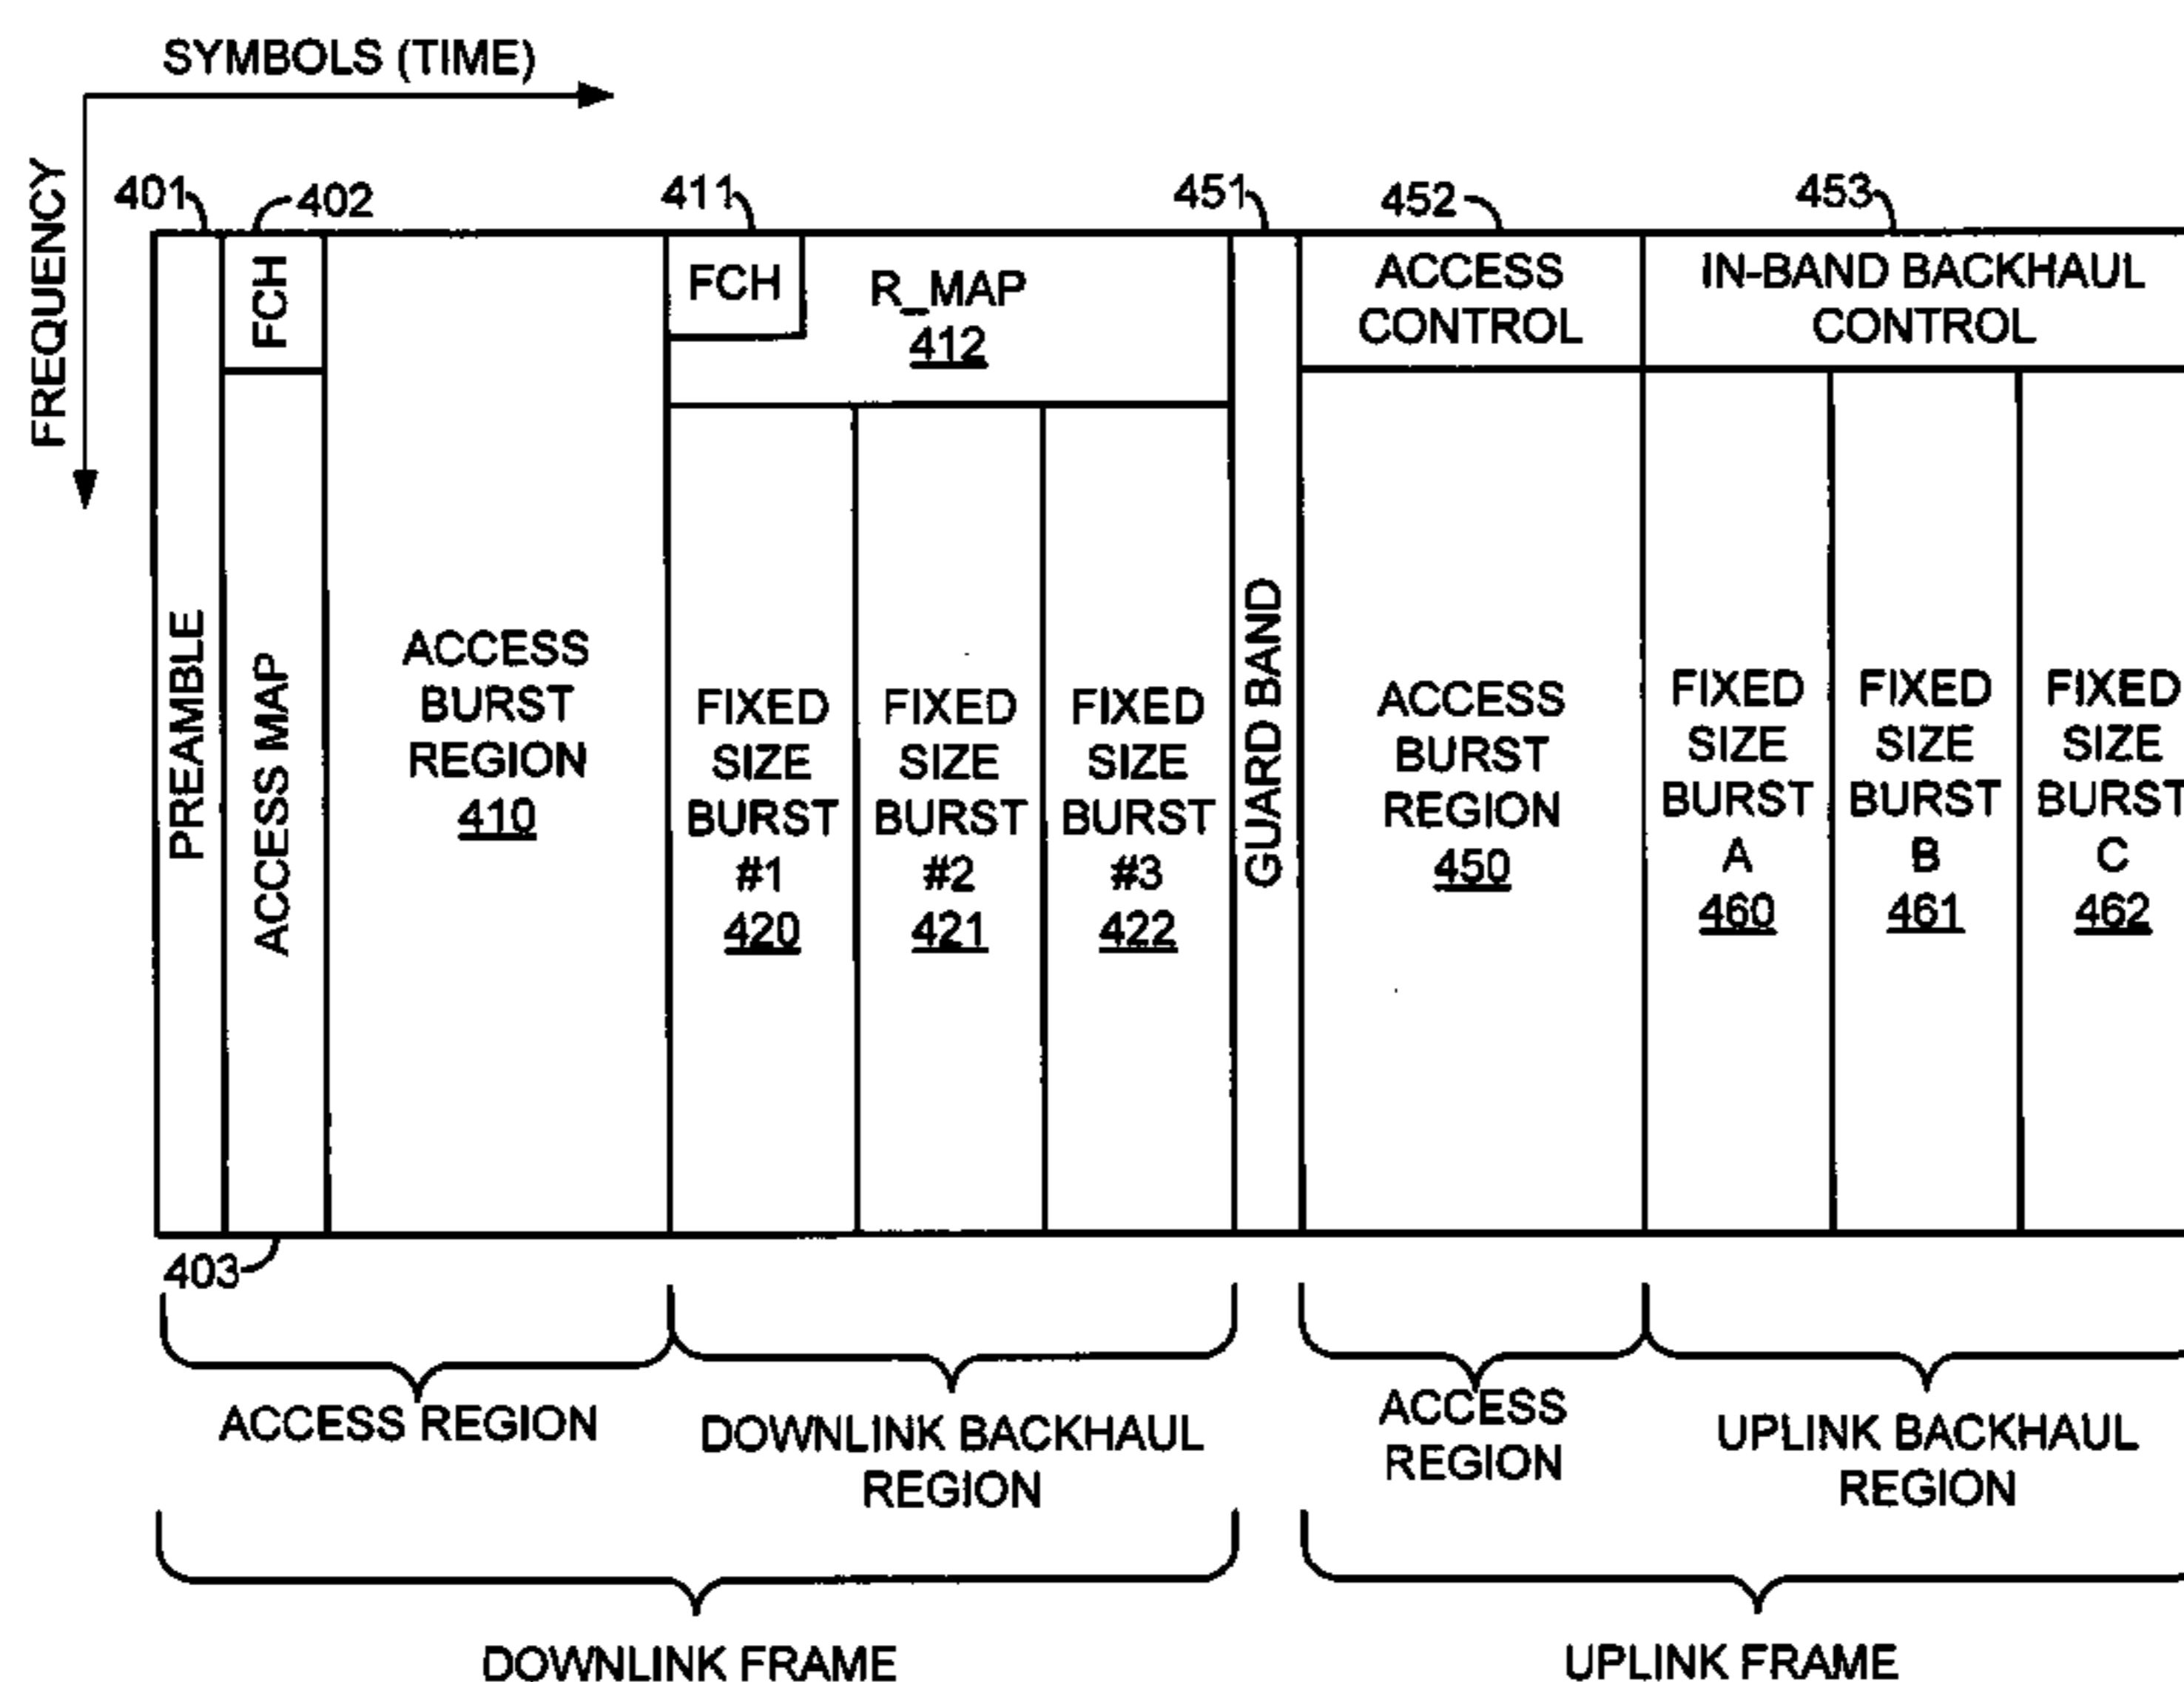 SYMBOLS (TIME)
FREQUENCY
401
402
411
451
452
453
FCH
FCH
R_MAP
412
ACCESS
CONTROL
IN-BAND BACKHAUL
CONTROL
PREAMBLE
ACCESS MAP
ACCESS
BURST
REGION
410
FIXED
SIZE
BURST
#1
420
FIXED
SIZE
BURST
#2
421
FIXED
SIZE
BURST
#3
422
GUARD BAND
ACCESS
BURST
REGION
450
FIXED
SIZE
BURST
A
460
FIXED
SIZE
BURST
B
461
FIXED
SIZE
BURST
C
462
403
ACCESS REGION
DOWNLINK BACKHAUL
REGION
ACCESS
REGION
UPLINK BACKHAUL
REGION
DOWNLINK FRAME
UPLINK FRAME